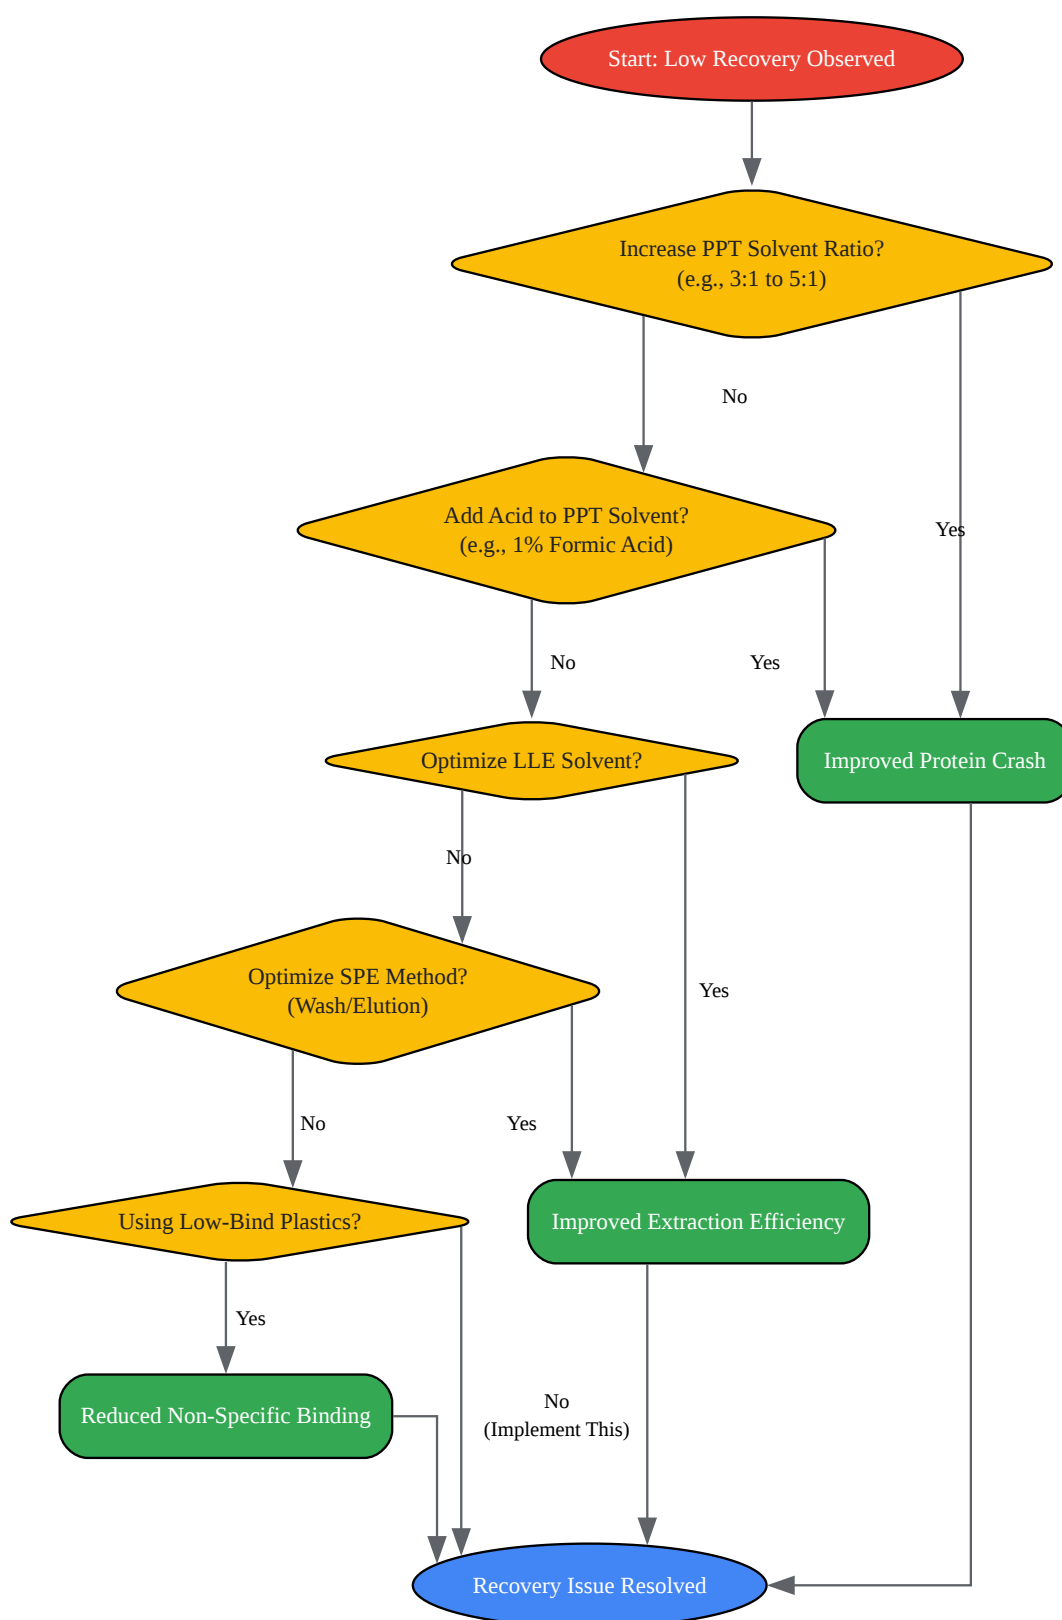 Start: Low Recovery Observed
Increase PPT Solvent Ratio?
(e.g., 3:1 to 5:1)
No
Add Acid to PPT Solvent?
(e.g., 1% Formic Acid)
Yes
No
Yes
Optimize LLE Solvent?
Improved Protein Crash
No
Optimize SPE Method?
(Wash/Elution)
Yes
No
Yes
Using Low-Bind Plastics?
Improved Extraction Efficiency
Yes
No
(Implement This)
Reduced Non-Specific Binding
Recovery Issue Resolved